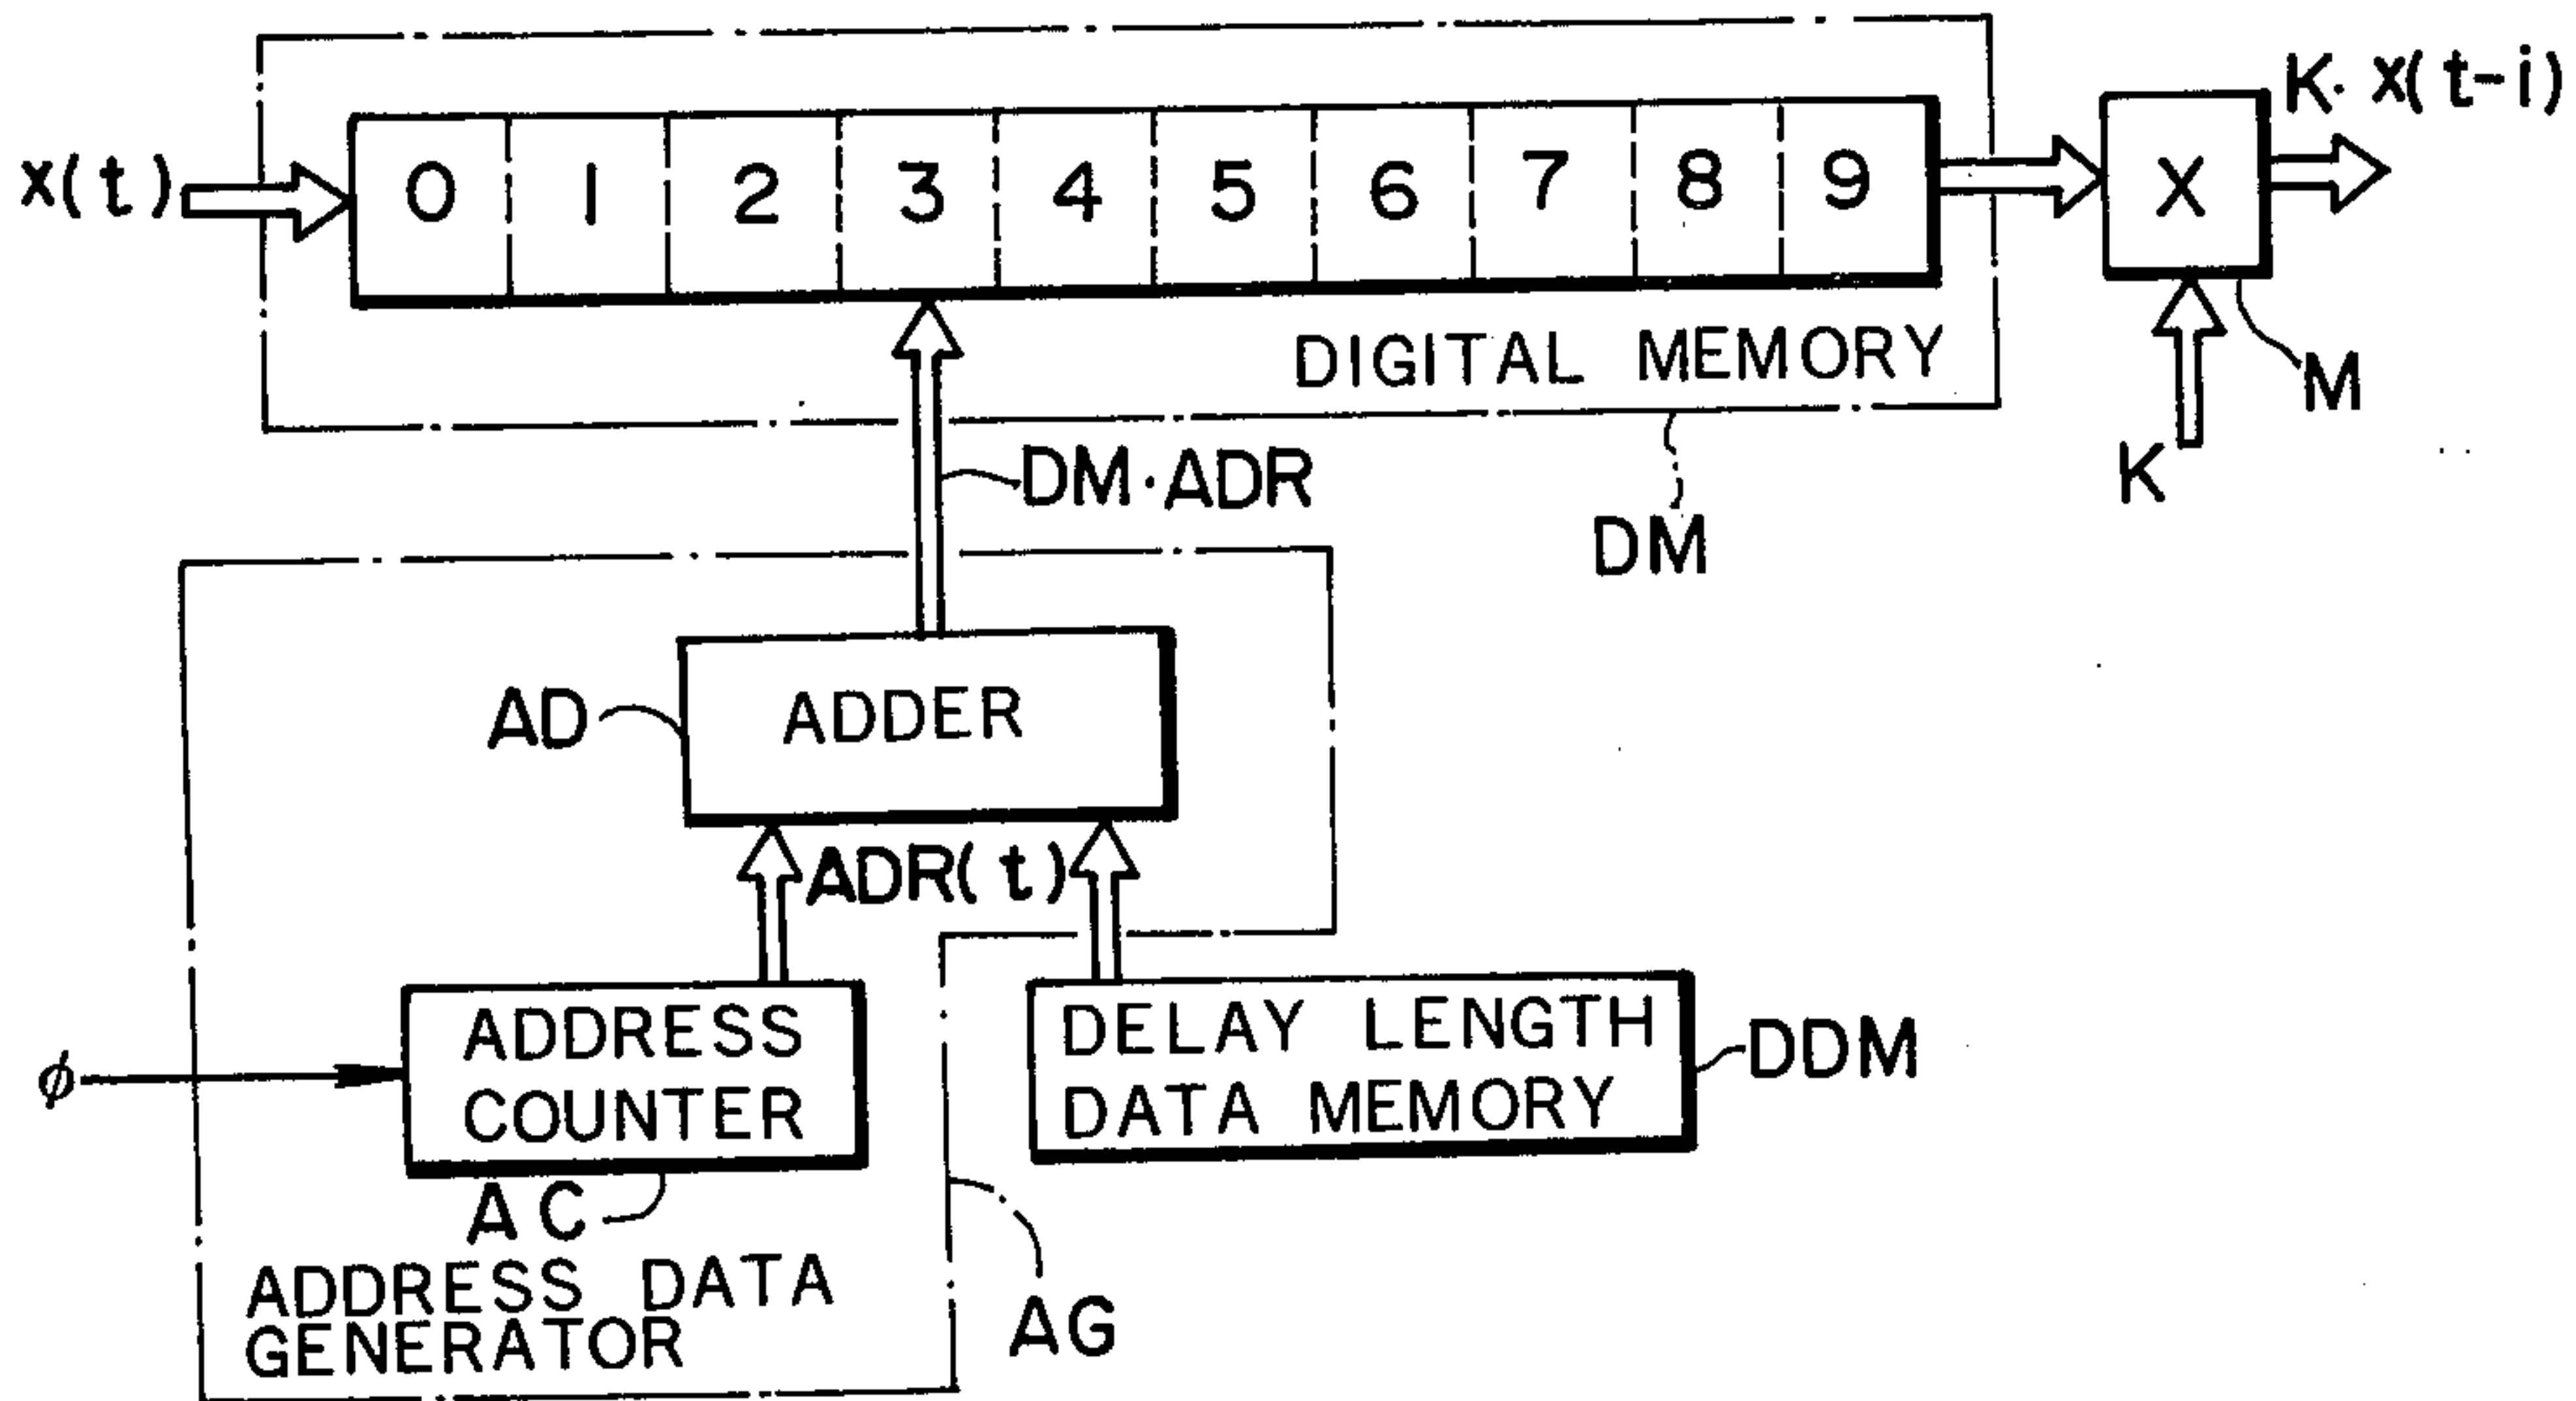 x(t)
0 1 2 3 4 5 6 7 8 9
X
K· x(t-i)
DIGITAL MEMORY
M
K
DM·ADR
DM
AD
ADDER
ADR(t)
φ
ADDRESS
COUNTER
DELAY LENGTH
DATA MEMORY
DDM
AC
ADDRESS DATA
GENERATOR
AG